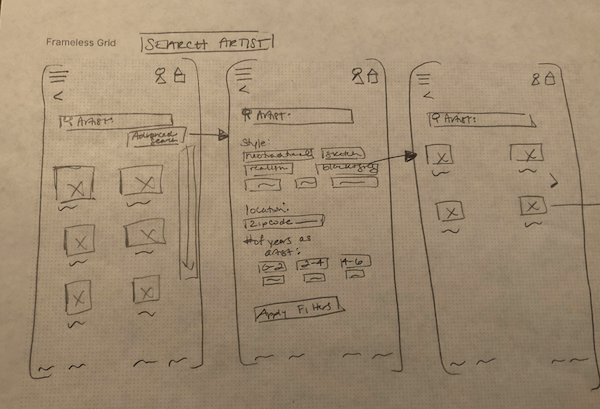 Frameless Grid
SEARCH ARTIST
Artist:
Advanced
Search
Artist:
Style:
neotraditional sketch
realism blackgrey
location:
Zipcode
# of years as
artist:
0-2 2-4 4-6
Apply Filters
Artist: